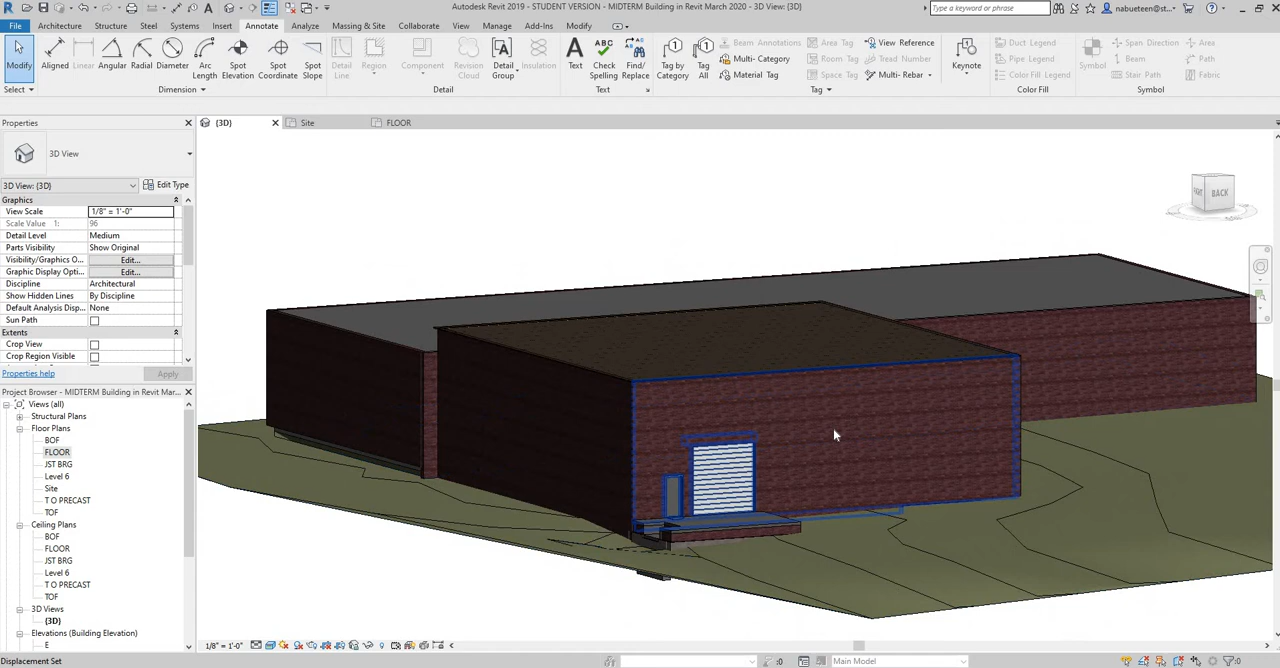 Autodesk Revit 2019 - STUDENT VERSION - MIDTERM Building in Revit March 2020 - 3D View: {3D}
Type a keyword or phrase
nabueteen@st...
File Architecture Structure Steel Systems Insert Annotate Analyze Massing & Site Collaborate View Manage Add-Ins Modify
Modify
Aligned Linear Angular Radial Diameter Arc Length Spot Elevation Spot Coordinate Spot Slope
Detail Line Region Component Revision Cloud Detail Group Insulation
Text Check Spelling Find/ Replace
ABC
Tag by Category Tag All Beam Annotations Multi- Category Material Tag
Area Tag Room Tag Space Tag
View Reference Tread Number Multi- Rebar
Keynote
Duct Legend Pipe Legend Color Fill Legend
Symbol Span Direction Beam Stair Path Area Path Fabric
Select Dimension Detail Text Tag Color Fill Symbol
Properties
{3D} Site FLOOR
3D View
3D View: {3D} Edit Type
Graphics
View Scale 1/8" = 1'-0"
Scale Value 1: 96
Detail Level Medium
Parts Visibility Show Original
Visibility/Graphics O... Edit...
Graphic Display Opti... Edit...
Discipline Architectural
Show Hidden Lines By Discipline
Default Analysis Disp... None
Sun Path
Extents
Crop View
Crop Region Visible
Properties help Apply
Project Browser - MIDTERM Building in Revit Mar...
Views (all)
Structural Plans
Floor Plans
BOF
FLOOR
JST BRG
Level 6
Site
T O PRECAST
TOF
Ceiling Plans
BOF
FLOOR
JST BRG
Level 6
T O PRECAST
TOF
3D Views
{3D}
Elevations (Building Elevation)
E
BACK
1/8" = 1'-0"
Displacement Set
:0
Main Model
:0